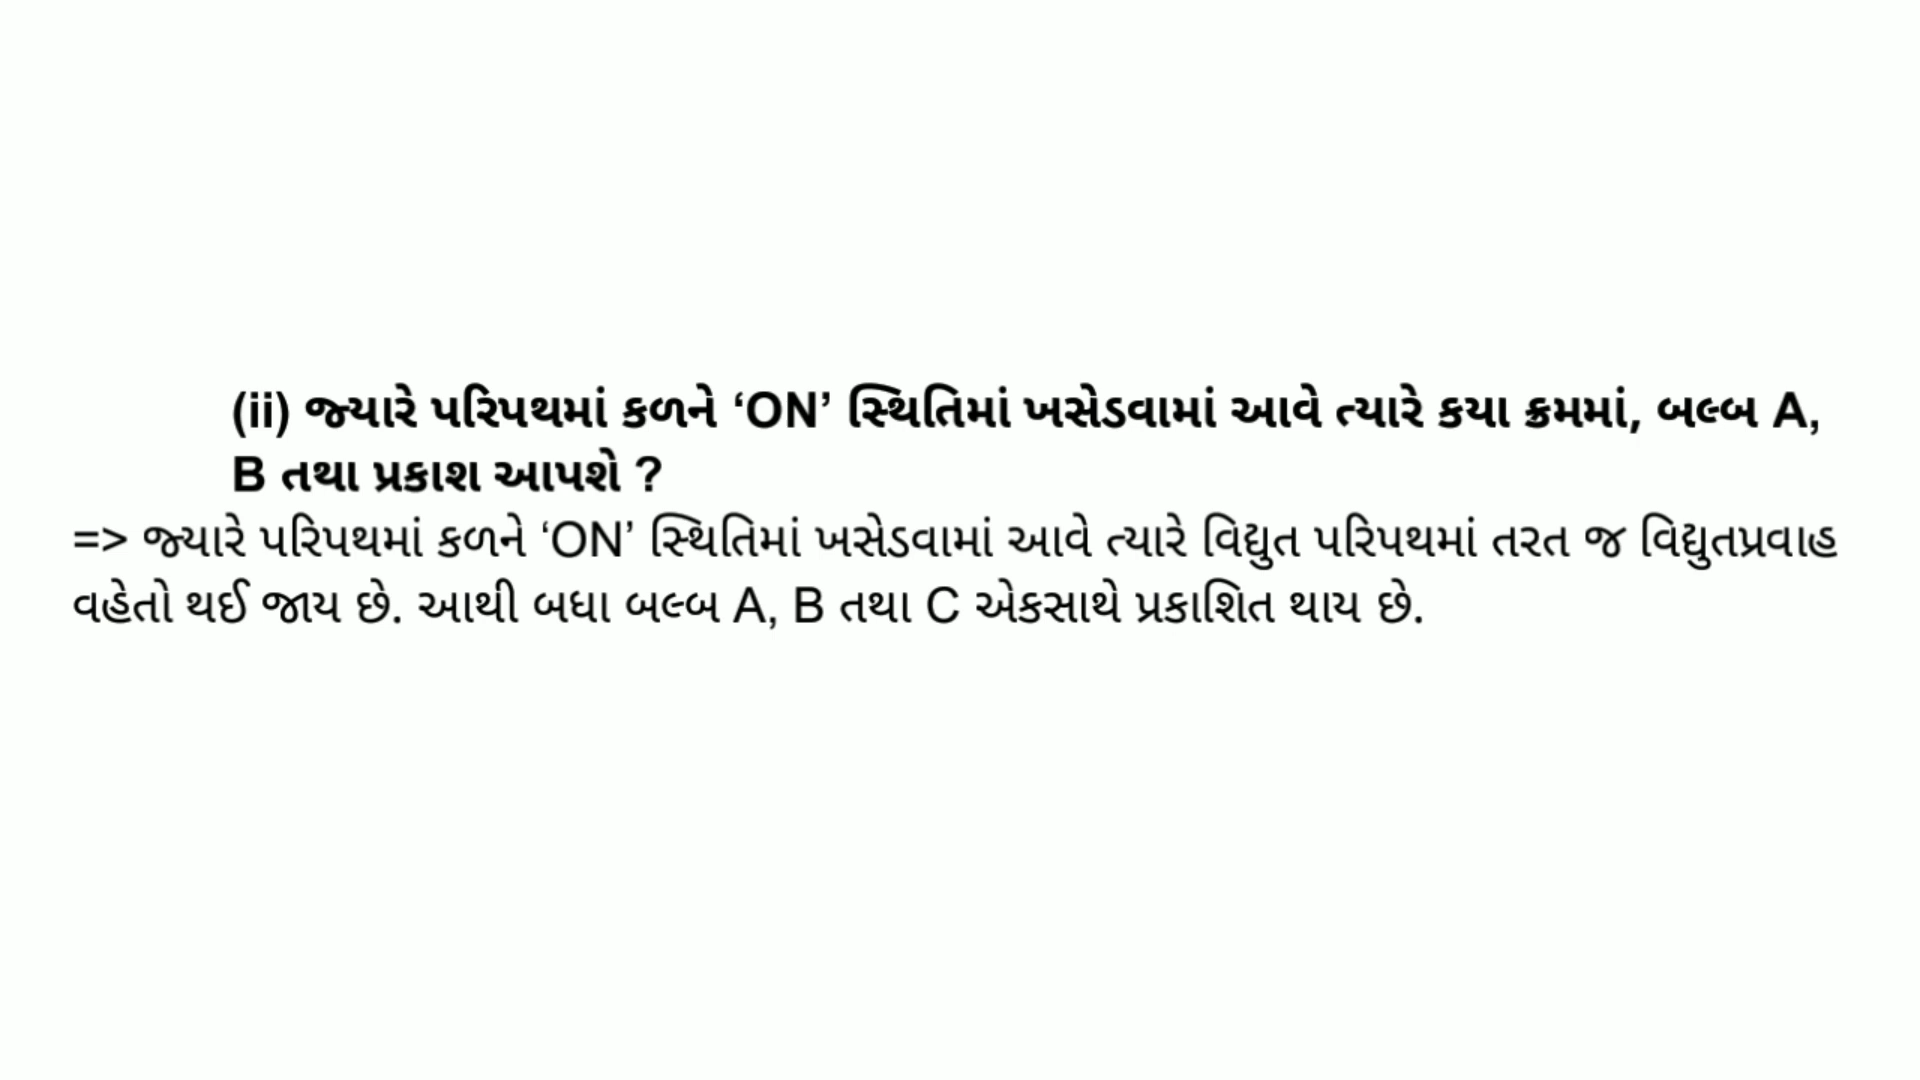 (ii) જ્યારે પરિપથમાં કળને ‘ON’ સ્થિતિમાં ખસેડવામાં આવે ત્યારે કયા ક્રમમાં, બલ્બ A,
B તથા પ્રકાશ આપશે ?
=> જ્યારે પરિપથમાં કળને ‘ON’ સ્થિતિમાં ખસેડવામાં આવે ત્યારે વિદ્યુત પરિપથમાં તરત જ વિદ્યુતપ્રવાહ
વહેતો થઈ જાય છે. આથી બધા બલ્બ A, B તથા C એકસાથે પ્રકાશિત થાય છે.